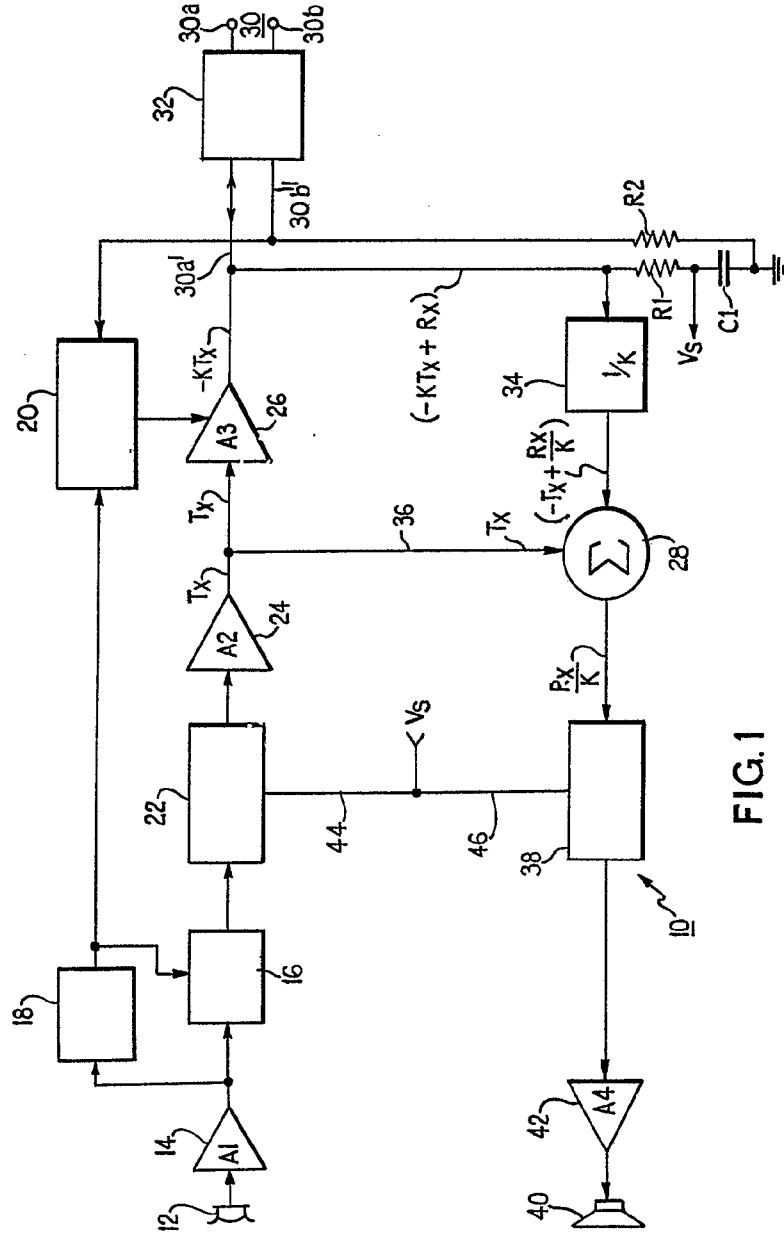 30a
30
30b
32
30a'
30b'
20
-KTx
A3
26
Tx
Tx
A2
24
22
16
18
14
A1
12
36
Tx
(-KTx + Rx)
R2
R1
C1
Vs
34
1/K
(-Tx + Rx/K)
Σ
28
Rx/K
44
Vs
46
38
10
42
A4
40
FIG.1